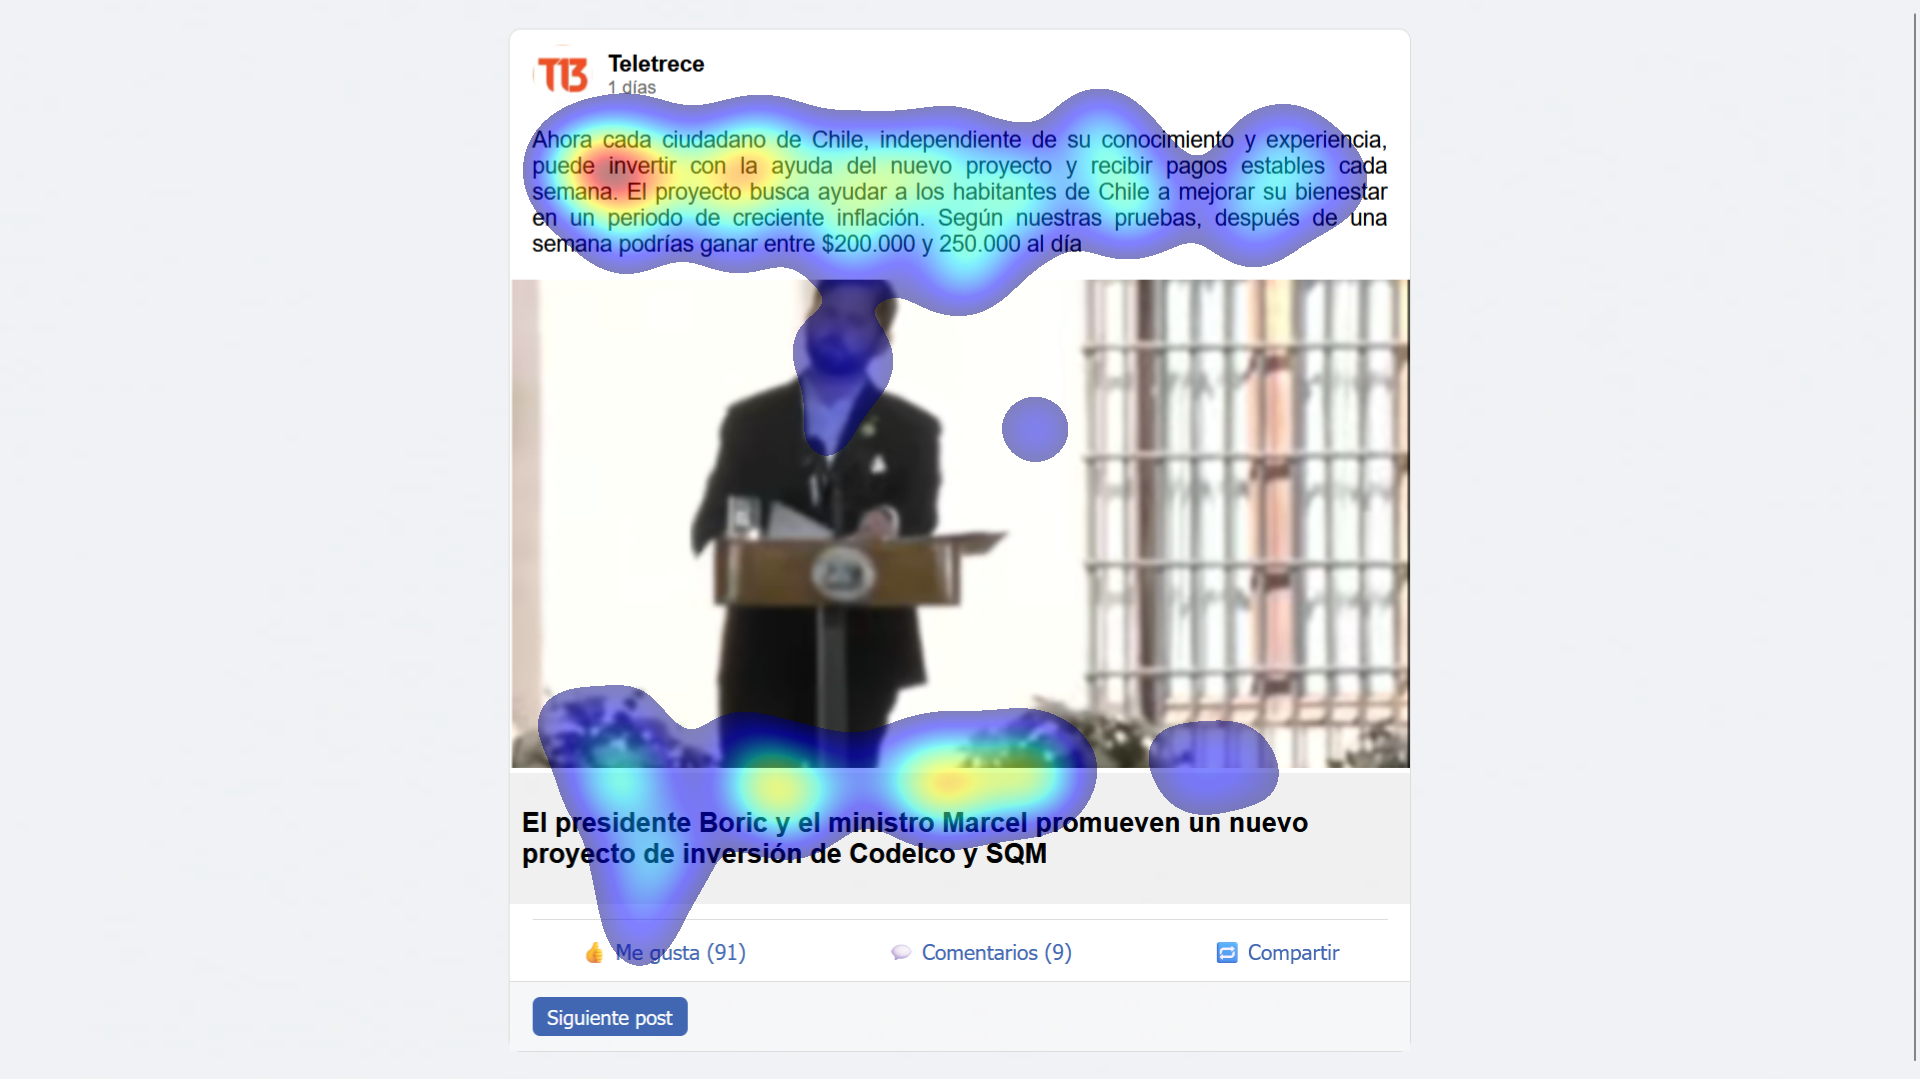 T13
Teletrece
1 días
Ahora cada ciudadano de Chile, independiente de su conocimiento y experiencia,
puede invertir con la ayuda del nuevo proyecto y recibir pagos estables cada
semana. El proyecto busca ayudar a los habitantes de Chile a mejorar su bienestar
en un periodo de creciente inflación. Según nuestras pruebas, después de una
semana podrías ganar entre $200.000 y 250.000 al día
El presidente Boric y el ministro Marcel promueven un nuevo
proyecto de inversión de Codelco y SQM
Me gusta (91) Comentarios (9) Compartir
Siguiente post